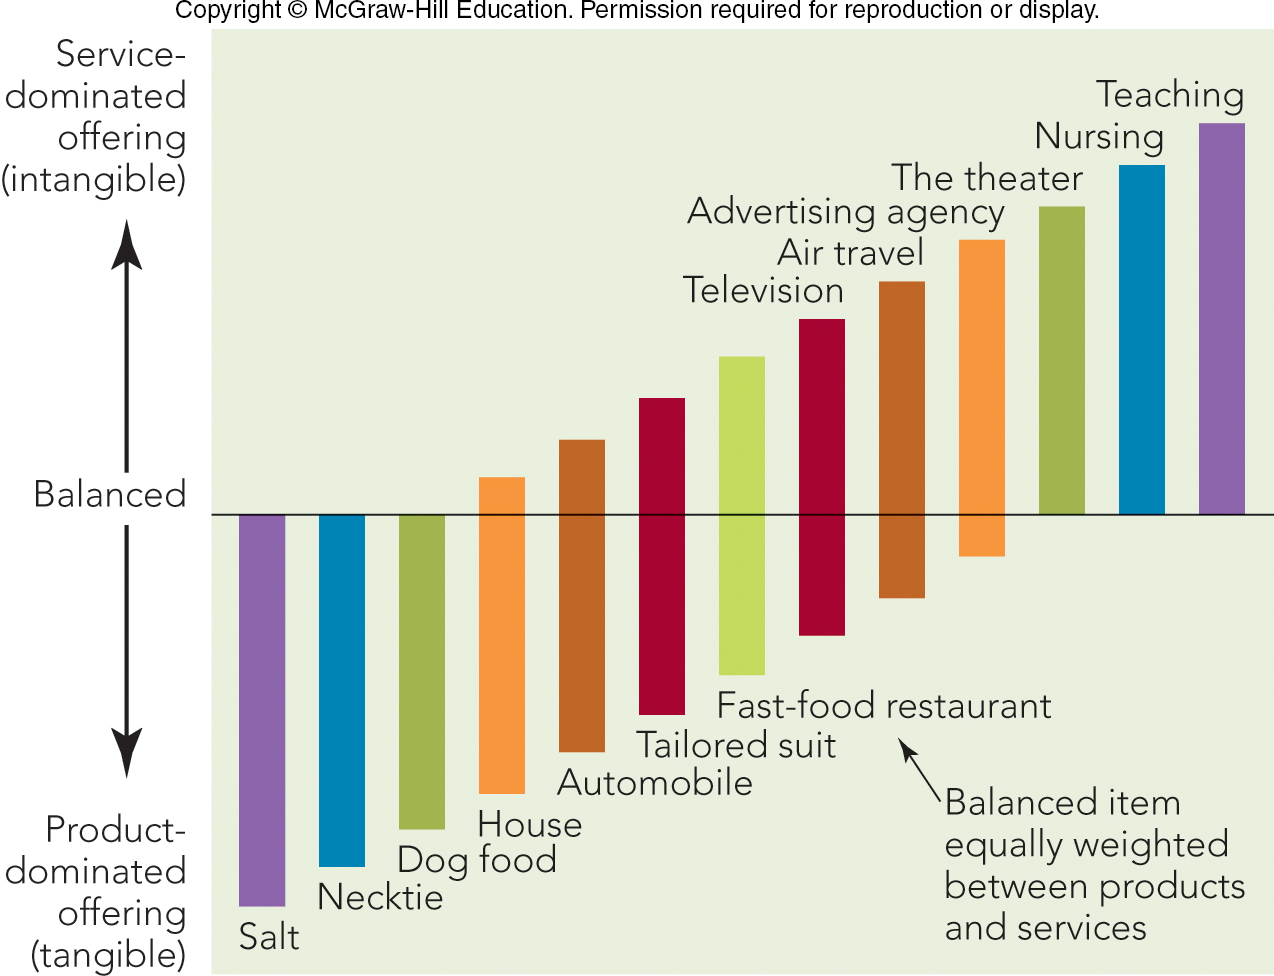 Copyright © McGraw-Hill Education. Permission required for reproduction or display.
Service-
dominated
offering
(intangible)
Balanced
Product-
dominated
offering
(tangible)
Teaching
Nursing
The theater
Advertising agency
Air travel
Television
Fast-food restaurant
Tailored suit
Automobile
House
Dog food
Necktie
Salt
Balanced item
equally weighted
between products
and services